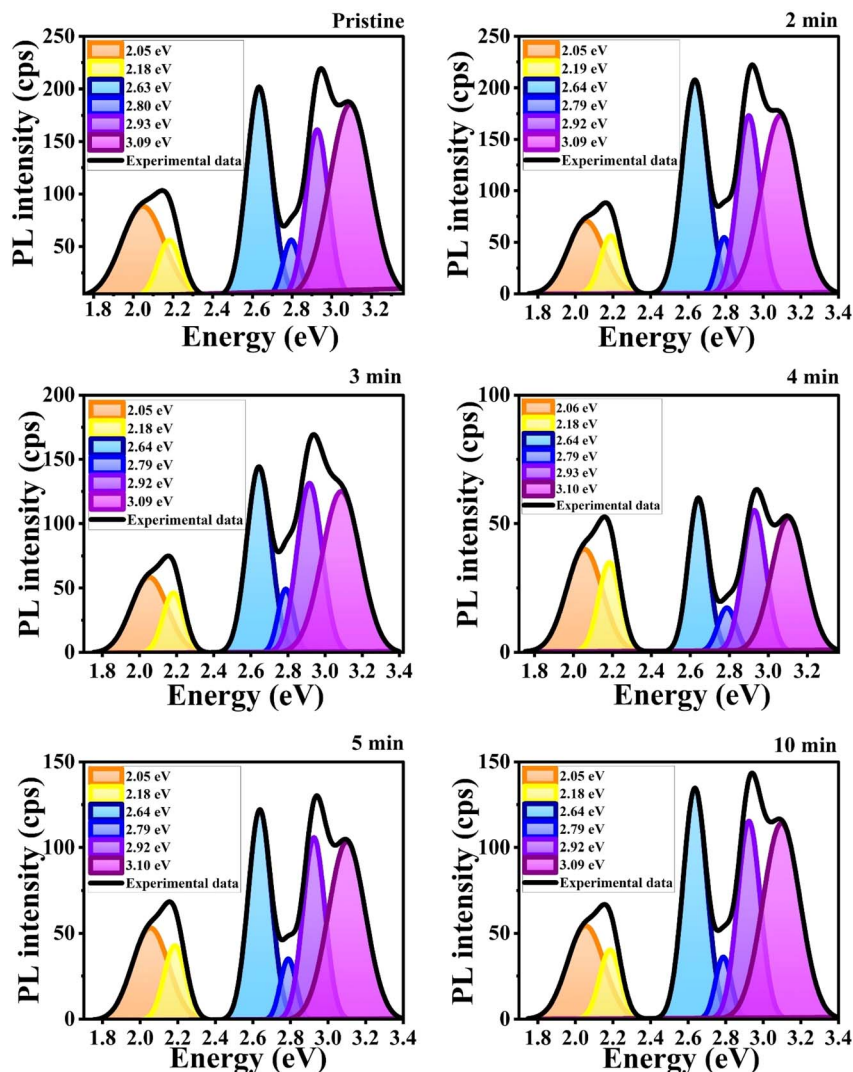 Pristine
PL intensity (cps)
250
200
150
100
50
2.05 eV
2.18 eV
2.63 eV
2.80 eV
2.93 eV
3.09 eV
Experimental data
1.8 2.0 2.2 2.4 2.6 2.8 3.0 3.2
Energy (eV)
2 min
PL intensity (cps)
250
200
150
100
50
2.05 eV
2.19 eV
2.64 eV
2.79 eV
2.92 eV
3.09 eV
Experimental data
1.8 2.0 2.2 2.4 2.6 2.8 3.0 3.2 3.4
Energy (eV)
3 min
PL intensity (cps)
200
150
100
50
0
2.05 eV
2.18 eV
2.64 eV
2.79 eV
2.92 eV
3.09 eV
Experimental data
1.8 2.0 2.2 2.4 2.6 2.8 3.0 3.2 3.4
Energy (eV)
4 min
PL intensity (cps)
100
50
0
2.06 eV
2.18 eV
2.64 eV
2.79 eV
2.93 eV
3.10 eV
Experimental data
1.8 2.0 2.2 2.4 2.6 2.8 3.0 3.2
Energy (eV)
5 min
PL intensity (cps)
150
100
50
0
2.05 eV
2.18 eV
2.64 eV
2.79 eV
2.92 eV
3.10 eV
Experimental data
1.8 2.0 2.2 2.4 2.6 2.8 3.0 3.2 3.4
Energy (eV)
10 min
PL intensity (cps)
150
100
50
0
2.05 eV
2.18 eV
2.64 eV
2.79 eV
2.92 eV
3.09 eV
Experimental data
1.8 2.0 2.2 2.4 2.6 2.8 3.0 3.2 3.4
Energy (eV)